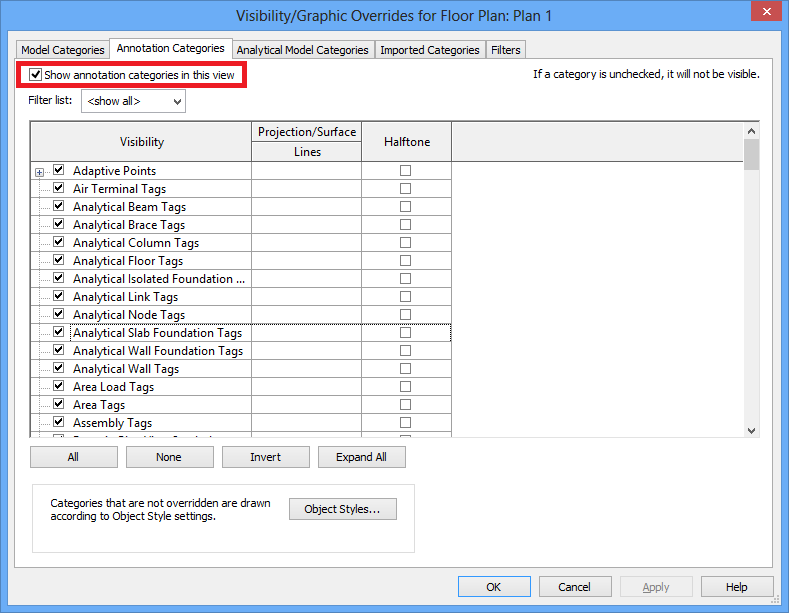 Visibility/Graphic Overrides for Floor Plan: Plan 1
Model Categories
Annotation Categories
Analytical Model Categories
Imported Categories
Filters
Show annotation categories in this view
If a category is unchecked, it will not be visible.
Filter list:
<show all>
Visibility
Projection/Surface
Lines
Halftone
Adaptive Points
Air Terminal Tags
Analytical Beam Tags
Analytical Brace Tags
Analytical Column Tags
Analytical Floor Tags
Analytical Isolated Foundation ...
Analytical Link Tags
Analytical Node Tags
Analytical Slab Foundation Tags
Analytical Wall Foundation Tags
Analytical Wall Tags
Area Load Tags
Area Tags
Assembly Tags
All
None
Invert
Expand All
Categories that are not overridden are drawn
according to Object Style settings.
Object Styles...
OK
Cancel
Apply
Help